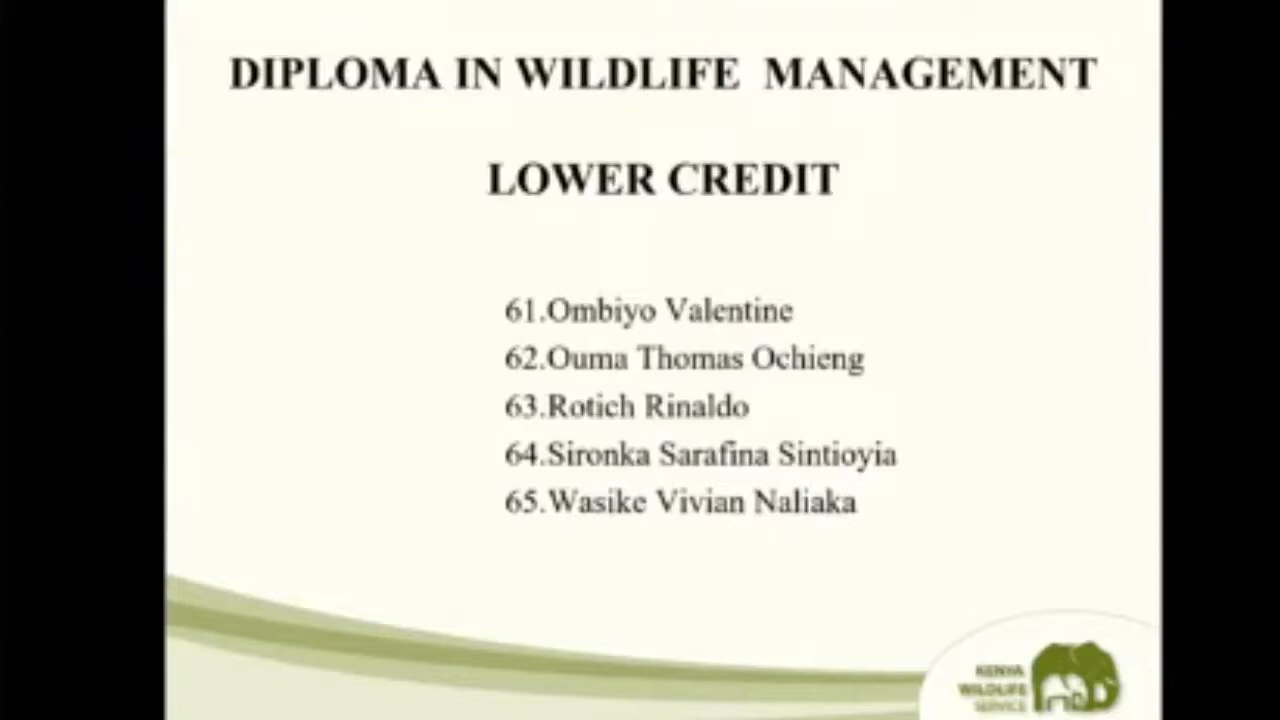 DIPLOMA IN WILDLIFE MANAGEMENT
LOWER CREDIT
61.Ombiyo Valentine
62.Ouma Thomas Ochieng
63.Rotich Rinaldo
64.Sironka Sarafina Sintioyia
65.Wasike Vivian Naliaka
KENYA
WILDLIFE
SERVICE